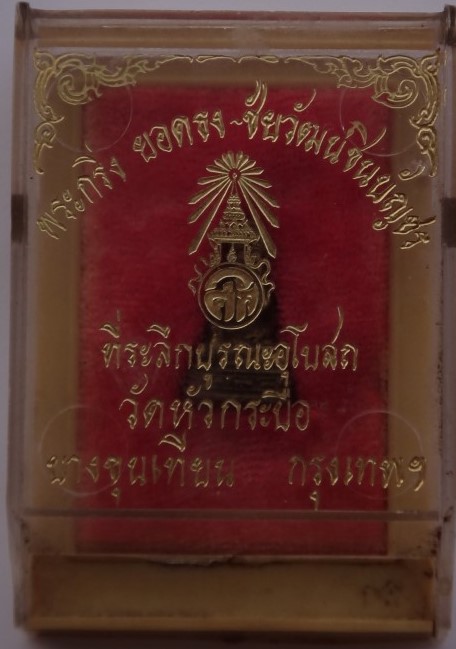 พระกริ่ง ยอดธง-ชัยวัฒน์ชินบัญชร
ที่ระลึกบูรณะอุโบสถ
วัดหัวกระบือ
บางขุนเทียน กรุงเทพฯ